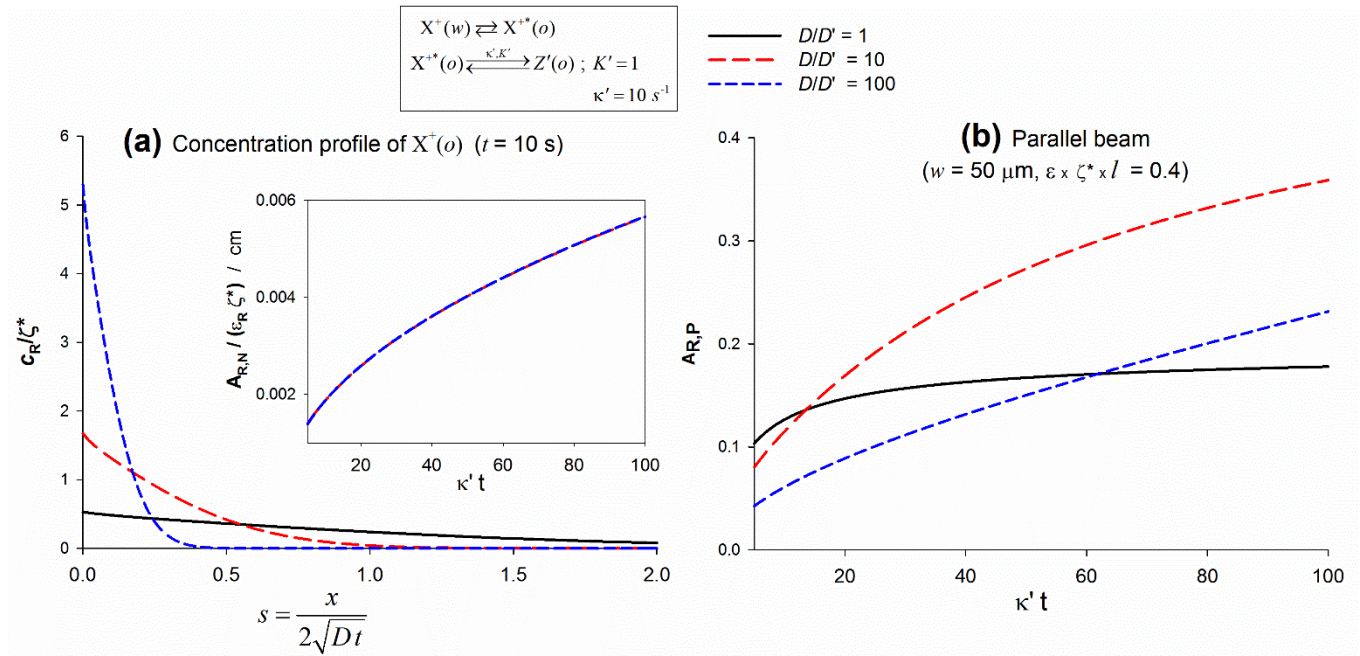 X⁺(w) ⇄ X⁺*(o)
X⁺*(o) ⇄ κ',K' Z'(o) ; K' = 1
κ' = 10 s⁻¹
D/D' = 1
D/D' = 10
D/D' = 100
(a) Concentration profile of X⁺(o) (t = 10 s)
6
5
4
3
2
1
0
c_R/ζ*
0.0
0.5
1.0
1.5
2.0
s = x / 2√Dt
0.006
0.004
0.002
A_R,N / (ε_R ζ*) / cm
20
40
60
80
100
κ' t
(b) Parallel beam
(w = 50 μm, ε x ζ* x l = 0.4)
0.4
0.3
0.2
0.1
0.0
A_R,P
20
40
60
80
100
κ' t